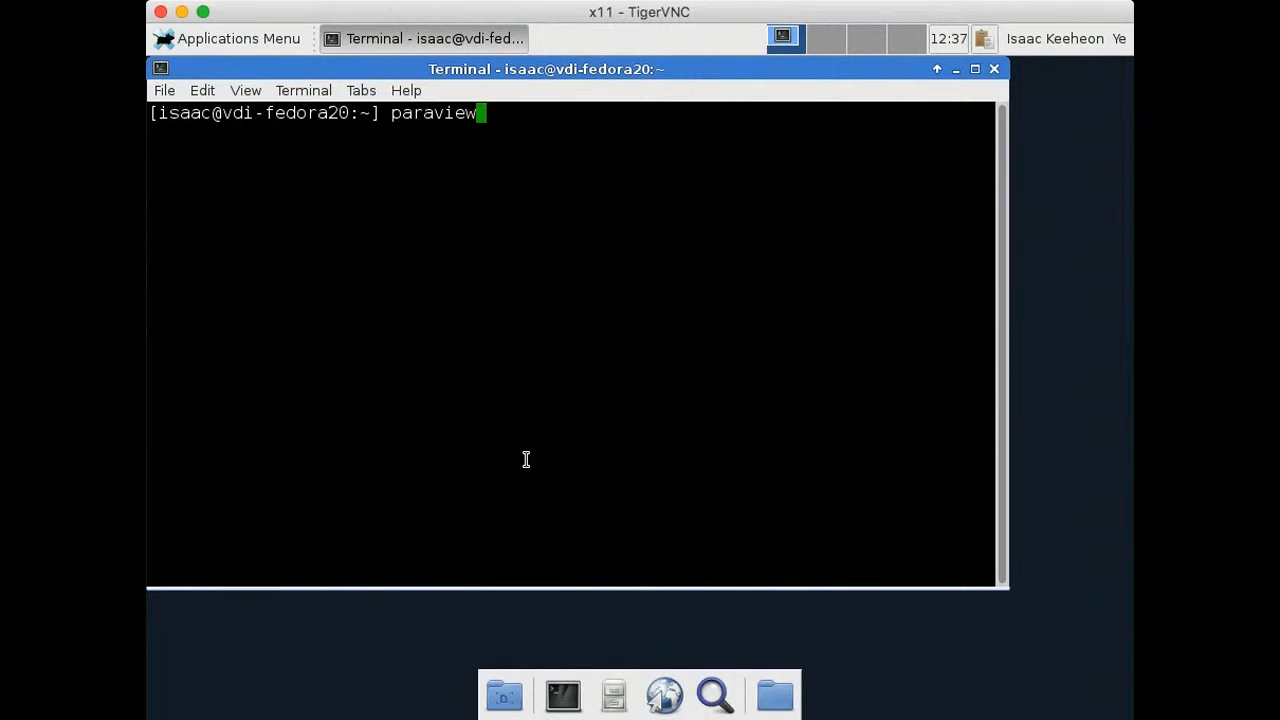 x11 - TigerVNC
Applications Menu
Terminal - isaac@vdi-fed...
12:37
Isaac Keeheon Ye
Terminal - isaac@vdi-fedora20:~
File Edit View Terminal Tabs Help
[isaac@vdi-fedora20:~] paraview